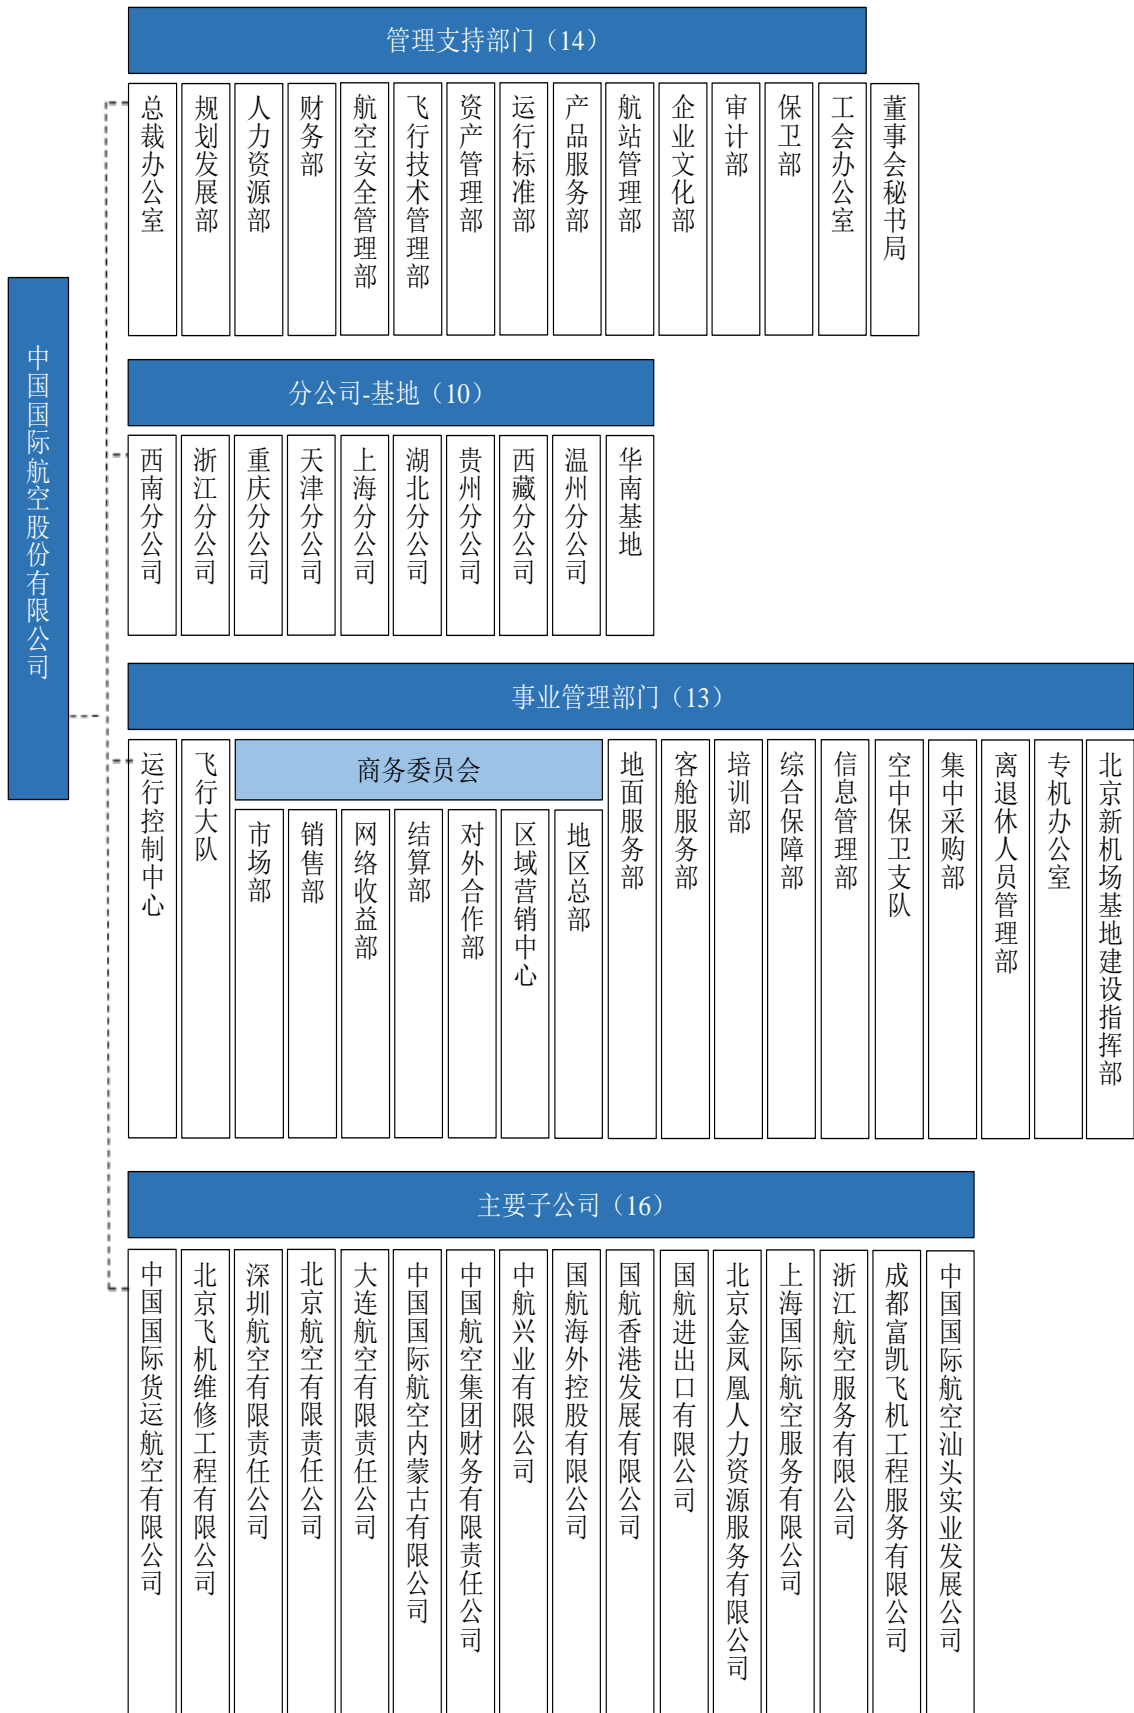 中国国际航空股份有限公司
管理支持部门（14）
总裁办公室
规划发展部
人力资源部
财务部
航空安全管理部
飞行技术管理部
资产管理部
运行标准部
产品服务部
航站管理部
企业文化部
审计部
保卫部
工会办公室
董事会秘书局
分公司-基地（10）
西南分公司
浙江分公司
重庆分公司
天津分公司
上海分公司
湖北分公司
贵州分公司
西藏分公司
温州分公司
华南基地
事业管理部门（13）
运行控制中心
飞行大队
商务委员会
市场部
销售部
网络收益部
结算部
对外合作部
区域营销中心
地区总部
地面服务部
客舱服务部
培训部
综合保障部
信息管理部
空中保卫支队
集中采购部
离退休人员管理部
专机办公室
北京新机场基地建设指挥部
主要子公司（16）
中国国际货运航空有限公司
北京飞机维修工程有限公司
深圳航空有限责任公司
北京航空有限责任公司
大连航空有限责任公司
中国国际航空内蒙古有限公司
中国航空集团财务有限责任公司
中航兴业有限公司
国航海外控股有限公司
国航香港发展有限公司
国航进出口有限公司
北京金凤凰人力资源服务有限公司
上海国际航空服务有限公司
浙江航空服务有限公司
成都富凯飞机工程服务有限公司
中国国际航空汕头实业发展公司